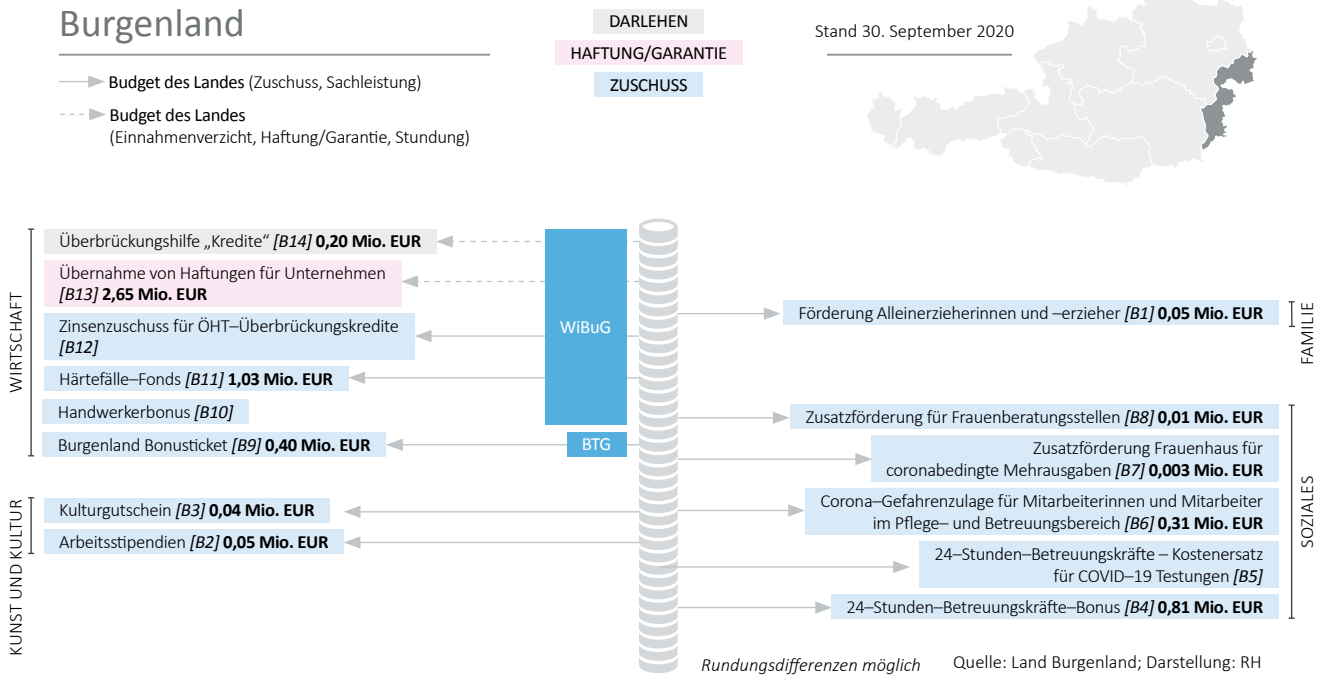 Burgenland
Budget des Landes (Zuschuss, Sachleistung)
Budget des Landes
(Einnahmenverzicht, Haftung/Garantie, Stundung)
DARLEHEN
HAFTUNG/GARANTIE
ZUSCHUSS
Stand 30. September 2020
WIRTSCHAFT
Überbrückungshilfe „Kredite“ [B14] 0,20 Mio. EUR
Übernahme von Haftungen für Unternehmen
[B13] 2,65 Mio. EUR
Zinsenzuschuss für ÖHT–Überbrückungskredite
[B12]
Härtefälle–Fonds [B11] 1,03 Mio. EUR
Handwerkerbonus [B10]
Burgenland Bonusticket [B9] 0,40 Mio. EUR
WiBuG
BTG
KUNST UND KULTUR
Kulturgutschein [B3] 0,04 Mio. EUR
Arbeitsstipendien [B2] 0,05 Mio. EUR
Förderung Alleinerzieherinnen und –erzieher [B1] 0,05 Mio. EUR
FAMILIE
Zusatzförderung für Frauenberatungsstellen [B8] 0,01 Mio. EUR
Zusatzförderung Frauenhaus für
coronabedingte Mehrausgaben [B7] 0,003 Mio. EUR
Corona–Gefahrenzulage für Mitarbeiterinnen und Mitarbeiter
im Pflege– und Betreuungsbereich [B6] 0,31 Mio. EUR
24–Stunden–Betreuungskräfte – Kostenersatz
für COVID–19 Testungen [B5]
24–Stunden–Betreuungskräfte–Bonus [B4] 0,81 Mio. EUR
SOZIALES
Rundungsdifferenzen möglich
Quelle: Land Burgenland; Darstellung: RH